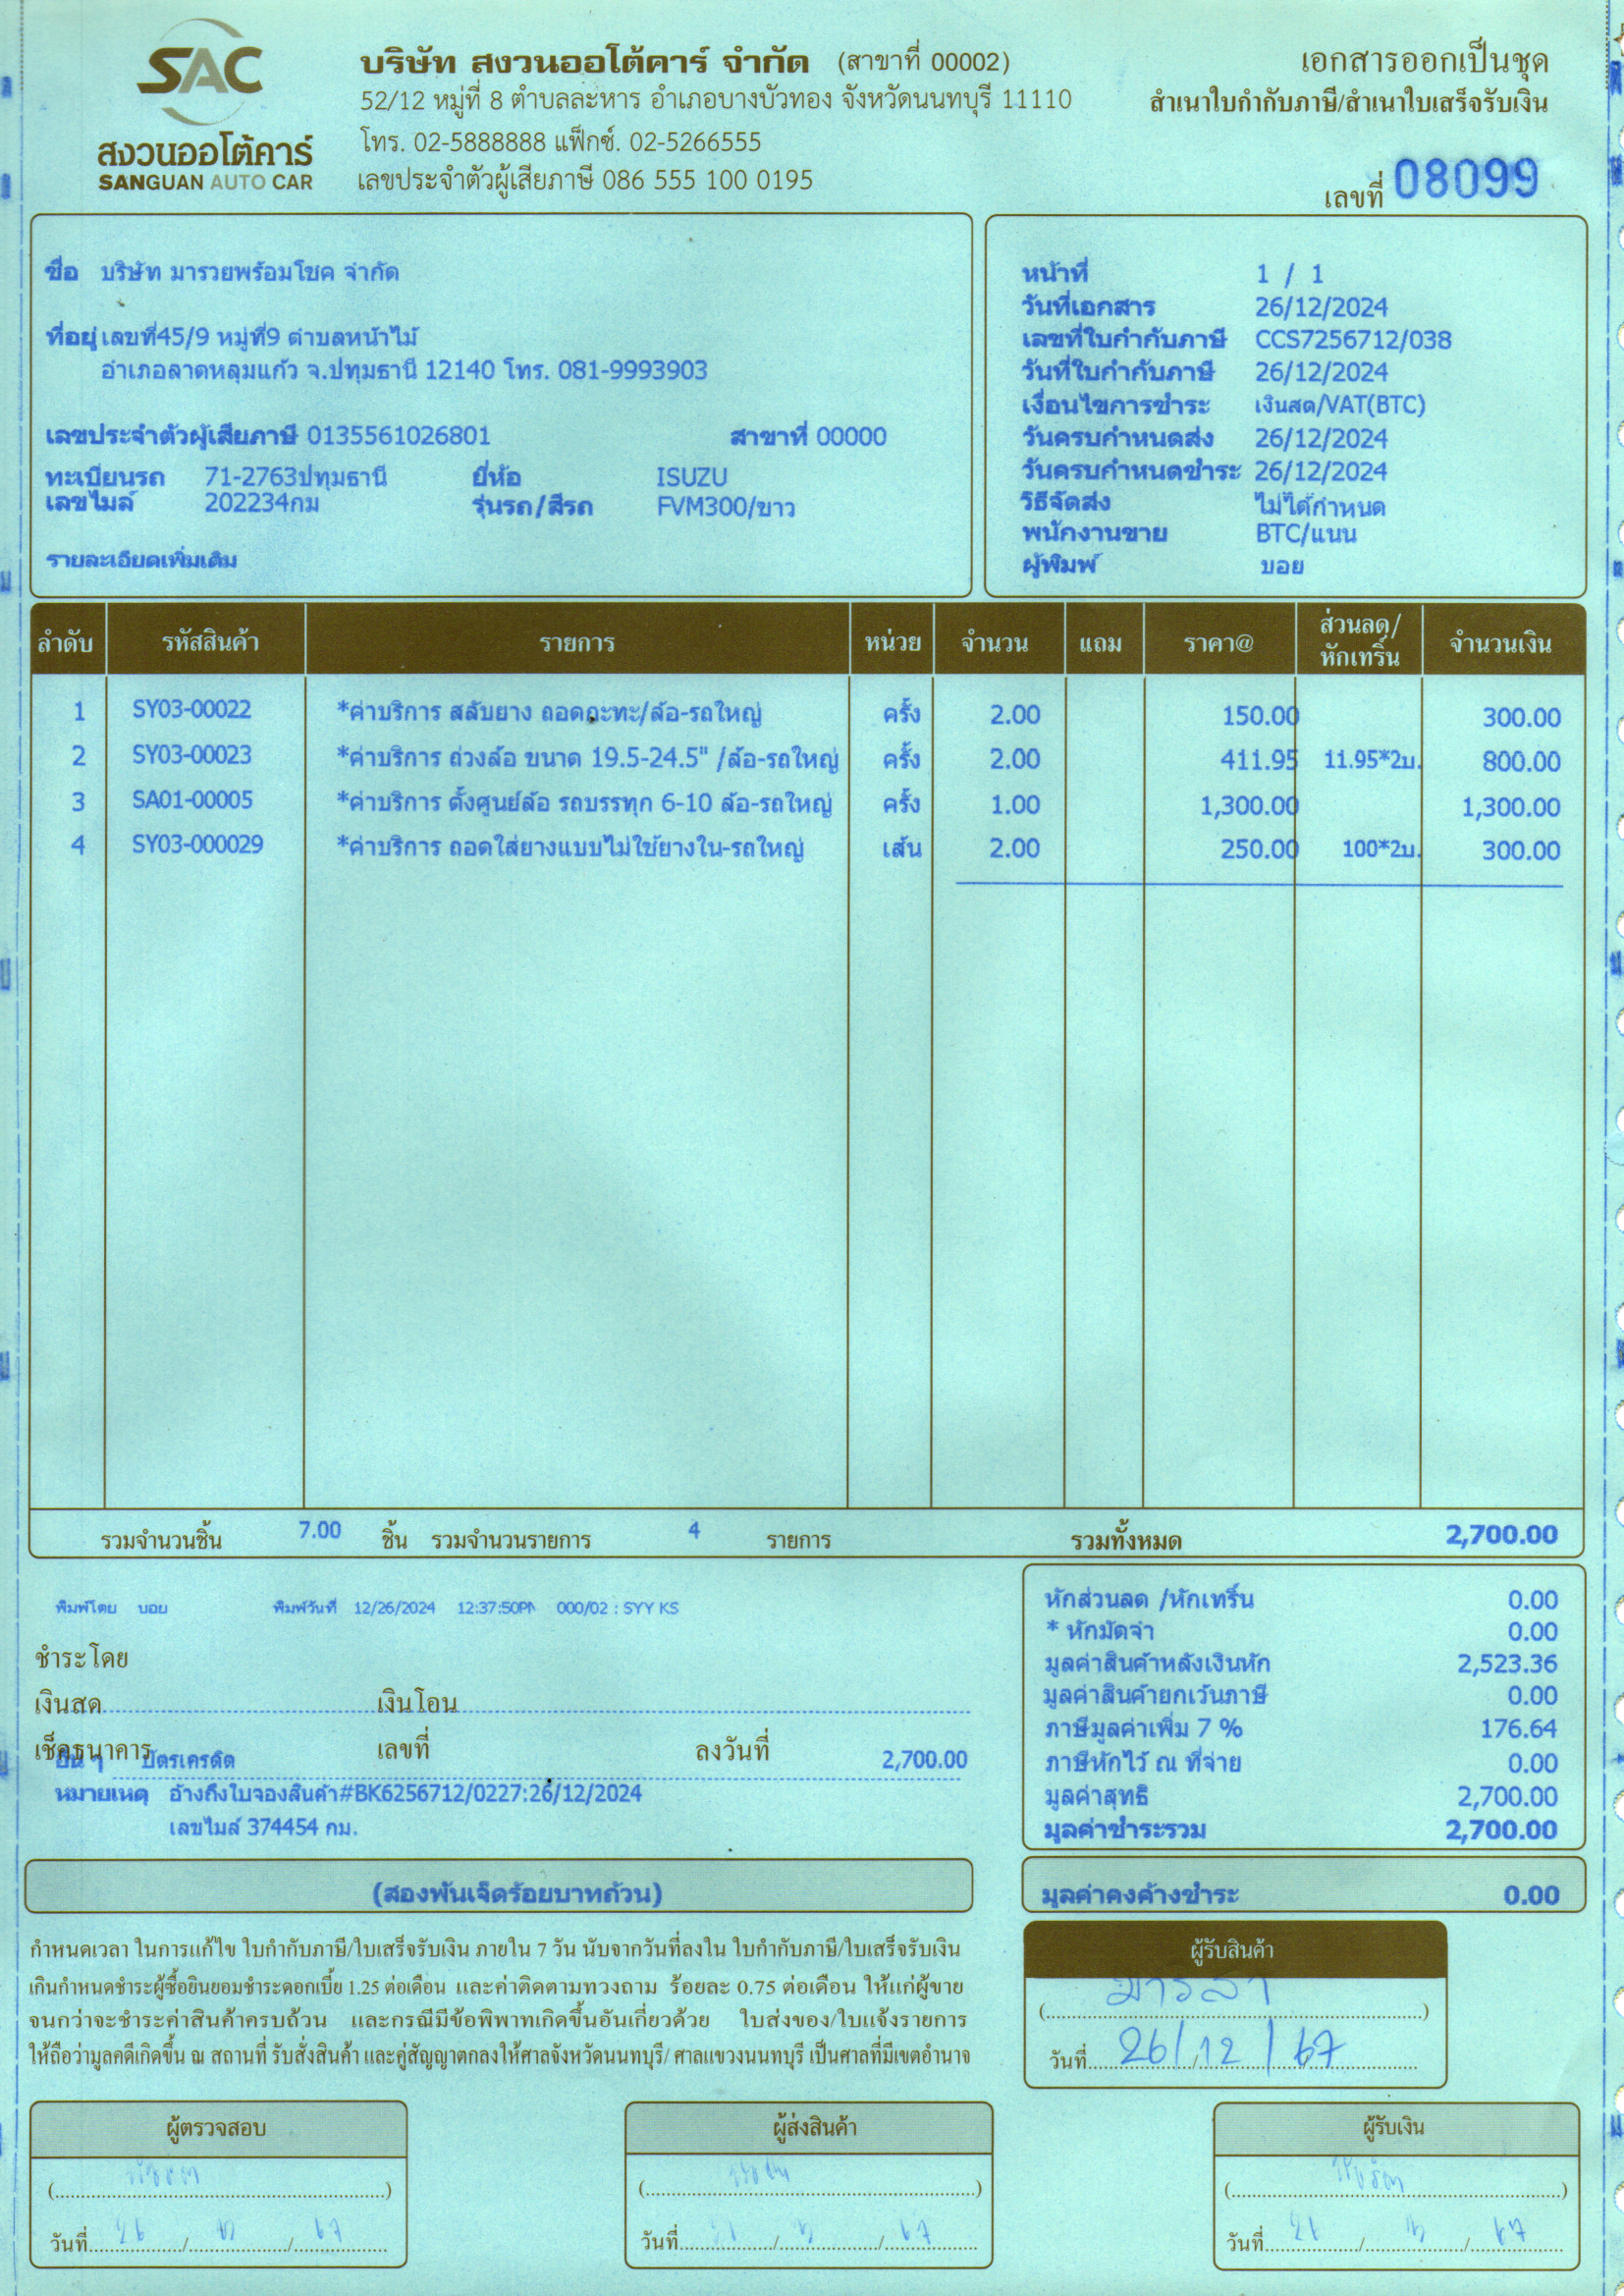 SAC
สงวนออโต้คาร์
SANGUAN AUTO CAR
บริษัท สงวนออโต้คาร์ จำกัด (สาขาที่ 00002)
52/12 หมู่ที่ 8 ตำบลละหาร อำเภอบางบัวทอง จังหวัดนนทบุรี 11110
โทร. 02-5888888 แฟ็กซ์. 02-5266555
เลขประจำตัวผู้เสียภาษี 086 555 100 0195
เอกสารออกเป็นชุด
สำเนาใบกำกับภาษี/สำเนาใบเสร็จรับเงิน
เลขที่ 08099
ชื่อ บริษัท มารวยพร้อมโชค จำกัด
ที่อยู่ เลขที่45/9 หมู่ที่9 ตำบลหน้าไม้
อำเภอลาดหลุมแก้ว จ.ปทุมธานี 12140 โทร. 081-9993903
เลขประจำตัวผู้เสียภาษี 0135561026801 สาขาที่ 00000
ทะเบียนรถ 71-2763ปทุมธานี ยี่ห้อ ISUZU
เลขไมล์ 202234กม รุ่นรถ/สีรถ FVM300/ขาว
รายละเอียดเพิ่มเติม
หน้าที่ 1 / 1
วันที่เอกสาร 26/12/2024
เลขที่ใบกำกับภาษี CCS7256712/038
วันที่ใบกำกับภาษี 26/12/2024
เงื่อนไขการชำระ เงินสด/VAT(BTC)
วันครบกำหนดส่ง 26/12/2024
วันครบกำหนดชำระ 26/12/2024
วิธีจัดส่ง ไม่ได้กำหนด
พนักงานขาย BTC/แนน
ผู้พิมพ์ บอย
ลำดับ รหัสสินค้า รายการ หน่วย จำนวน แถม ราคา@ ส่วนลด/หักเทริ์น จำนวนเงิน
1 SY03-00022 *ค่าบริการ สลับยาง ถอดกะทะ/ล้อ-รถใหญ่ ครั้ง 2.00 150.00 300.00
2 SY03-00023 *ค่าบริการ ถ่วงล้อ ขนาด 19.5-24.5" /ล้อ-รถใหญ่ ครั้ง 2.00 411.95 11.95*2บ. 800.00
3 SA01-00005 *ค่าบริการ ตั้งศูนย์ล้อ รถบรรทุก 6-10 ล้อ-รถใหญ่ ครั้ง 1.00 1,300.00 1,300.00
4 SY03-000029 *ค่าบริการ ถอดใส่ยางแบบไม่ใช้ยางใน-รถใหญ่ เส้น 2.00 250.00 100*2บ. 300.00
รวมจำนวนชิ้น 7.00 ชิ้น รวมจำนวนรายการ 4 รายการ รวมทั้งหมด 2,700.00
พิมพ์โดย บอย พิมพ์วันที่ 12/26/2024 12:37:50PM 000/02 : SYY KS
ชำระโดย
เงินสด เงินโอน
เช็คธนาคาร เลขที่ ลงวันที่
อื่น ๆ บัตรเครดิต 2,700.00
หมายเหตุ อ้างถึงใบจองสินค้า#BK6256712/0227:26/12/2024
เลขไมล์ 374454 กม.
หักส่วนลด /หักเทริ์น 0.00
* หักมัดจำ 0.00
มูลค่าสินค้าหลังเงินหัก 2,523.36
มูลค่าสินค้ายกเว้นภาษี 0.00
ภาษีมูลค่าเพิ่ม 7 % 176.64
ภาษีหักไว้ ณ ที่จ่าย 0.00
มูลค่าสุทธิ 2,700.00
มูลค่าชำระรวม 2,700.00
(สองพันเจ็ดร้อยบาทถ้วน)
มูลค่าคงค้างชำระ 0.00
กำหนดเวลา ในการแก้ไข ใบกำกับภาษี/ใบเสร็จรับเงิน ภายใน 7 วัน นับจากวันที่ลงใน ใบกำกับภาษี/ใบเสร็จรับเงิน
เกินกำหนดชำระผู้ซื้อยินยอมชำระดอกเบี้ย 1.25 ต่อเดือน และค่าติดตามทวงถาม ร้อยละ 0.75 ต่อเดือน ให้แก่ผู้ขาย
จนกว่าจะชำระค่าสินค้าครบถ้วน และกรณีมีข้อพิพาทเกิดขึ้นอันเกี่ยวด้วย ใบส่งของ/ใบแจ้งรายการ
ให้ถือว่ามูลคดีเกิดขึ้น ณ สถานที่ รับสั่งสินค้า และคู่สัญญาตกลงให้ศาลจังหวัดนนทบุรี/ ศาลแขวงนนทบุรี เป็นศาลที่มีเขตอำนาจ
ผู้รับสินค้า
วันที่ 26/12/67
ผู้ตรวจสอบ
วันที่ 26 / 12 / 67
ผู้ส่งสินค้า
วันที่ / 12 / 67
ผู้รับเงิน
วันที่ 26 / 12 / 67